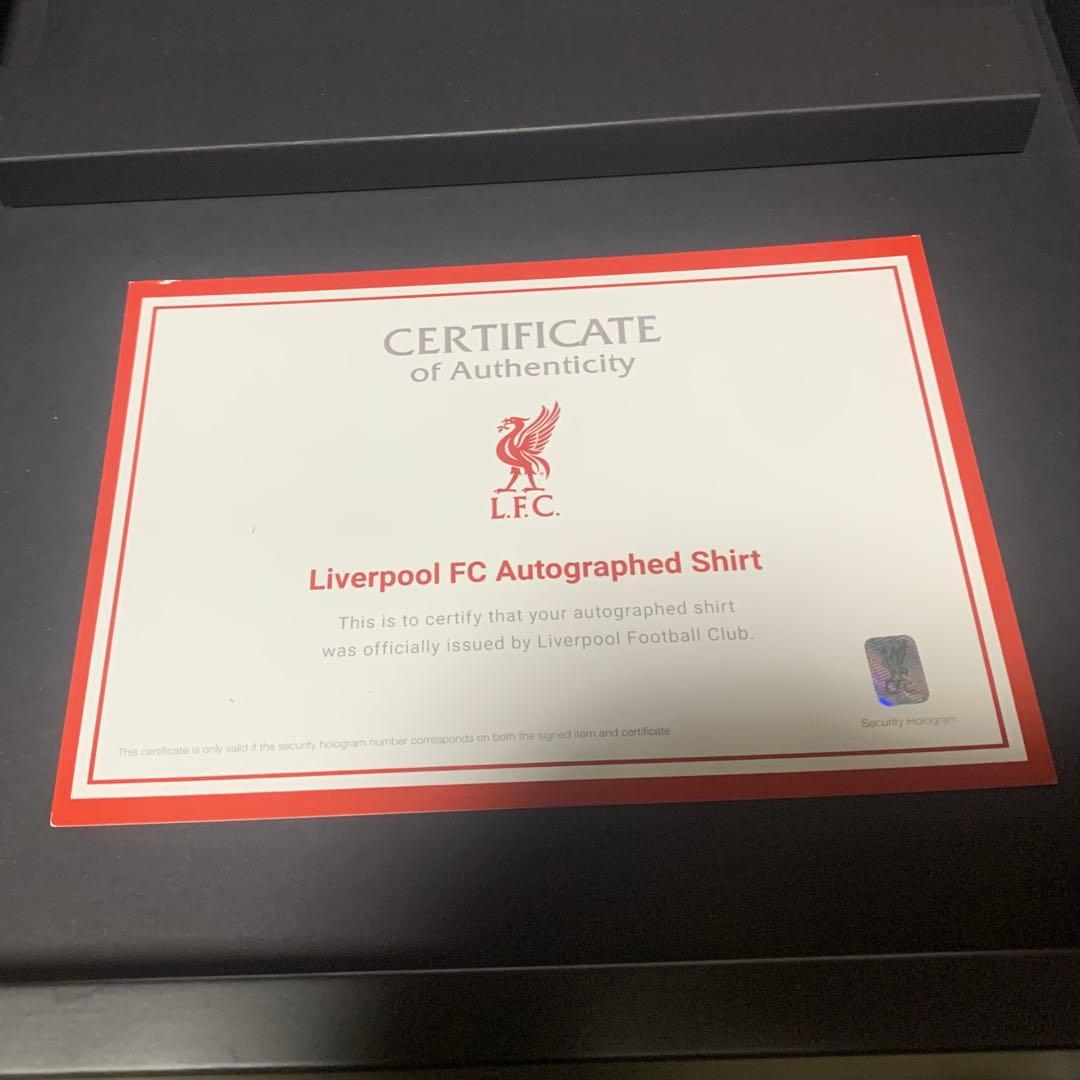 CERTIFICATE
of Authenticity
L.F.C.
Liverpool FC Autographed Shirt
This is to certify that your autographed shirt
was officially issued by Liverpool Football Club.
LFC
Security Hologram
This certificate is only valid if the security hologram number corresponds on both the signed item and certificate